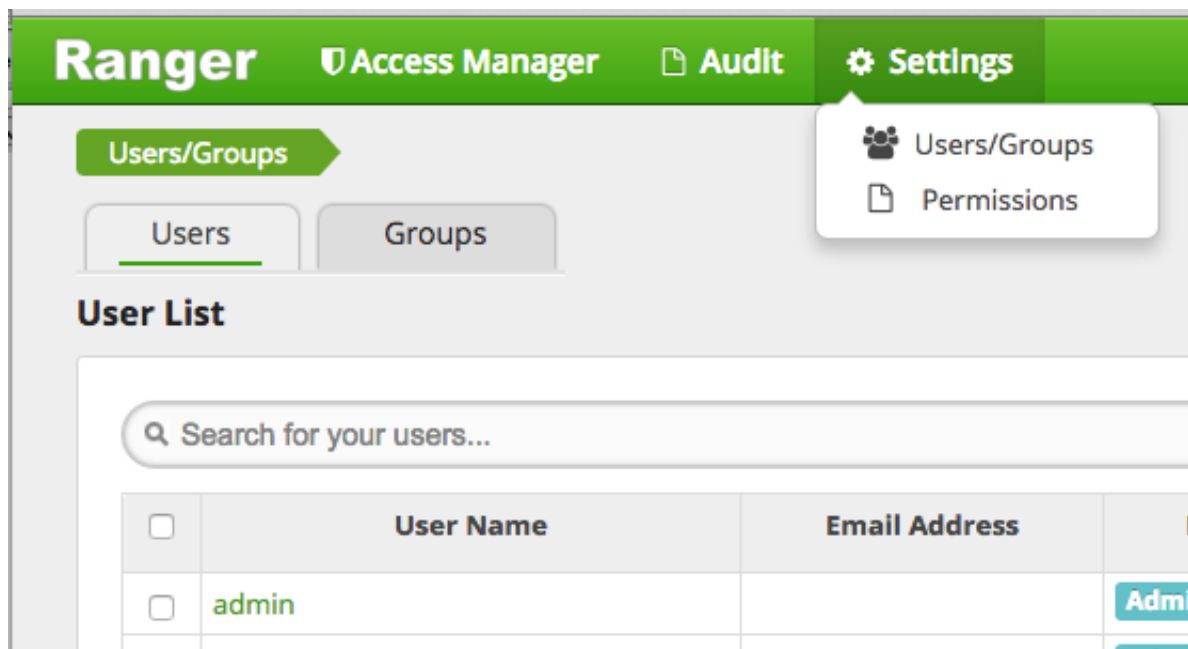 Ranger Access Manager Audit Settings
Users/Groups
Permissions
Users/Groups
Users Groups
User List
Search for your users...
User Name Email Address
admin